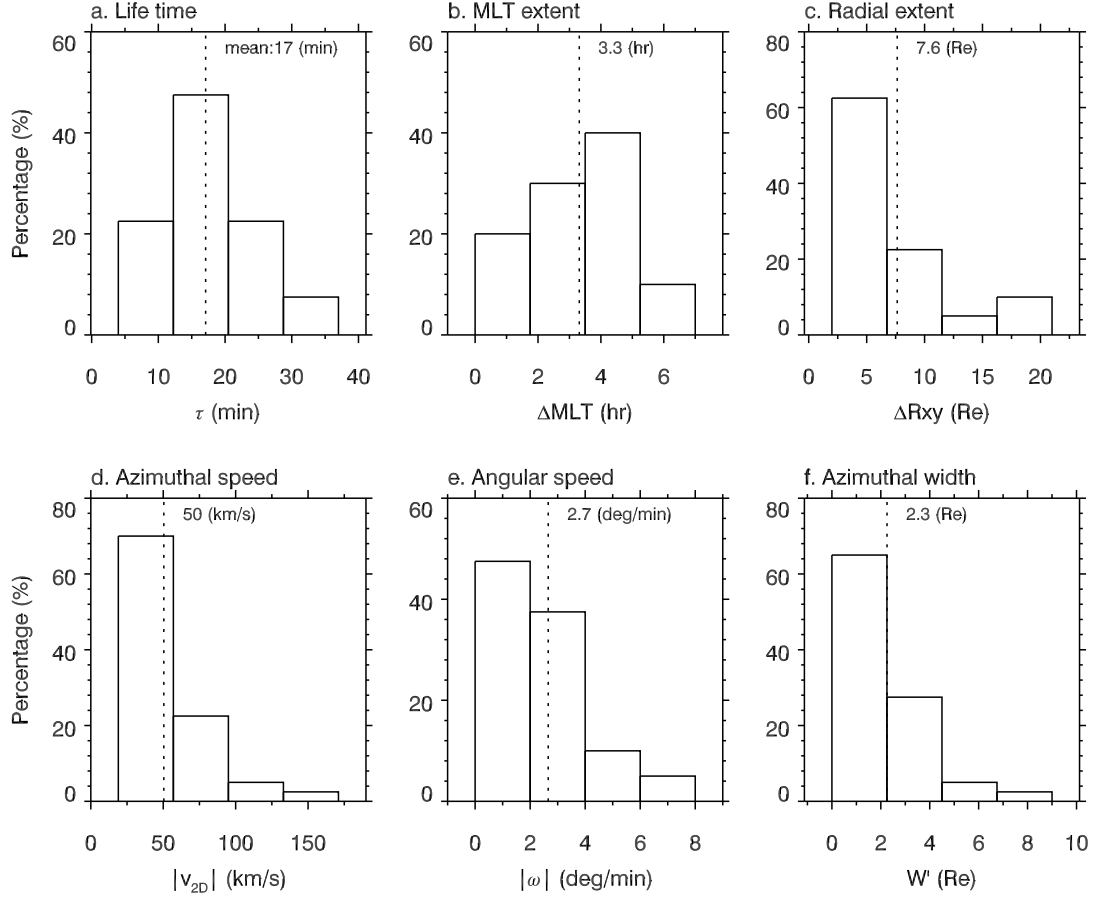 a. Life time
b. MLT extent
c. Radial extent
60
mean:17 (min)
40
20
0
Percentage (%)
0 10 20 30 40
τ (min)
60
3.3 (hr)
40
20
0
0 2 4 6
ΔMLT (hr)
80
7.6 (Re)
60
40
20
0
0 5 10 15 20
ΔRxy (Re)
d. Azimuthal speed
e. Angular speed
f. Azimuthal width
80
50 (km/s)
60
40
20
0
Percentage (%)
0 50 100 150
|v2D| (km/s)
60
2.7 (deg/min)
40
20
0
0 2 4 6 8
|ω| (deg/min)
80
2.3 (Re)
60
40
20
0
0 2 4 6 8 10
W' (Re)